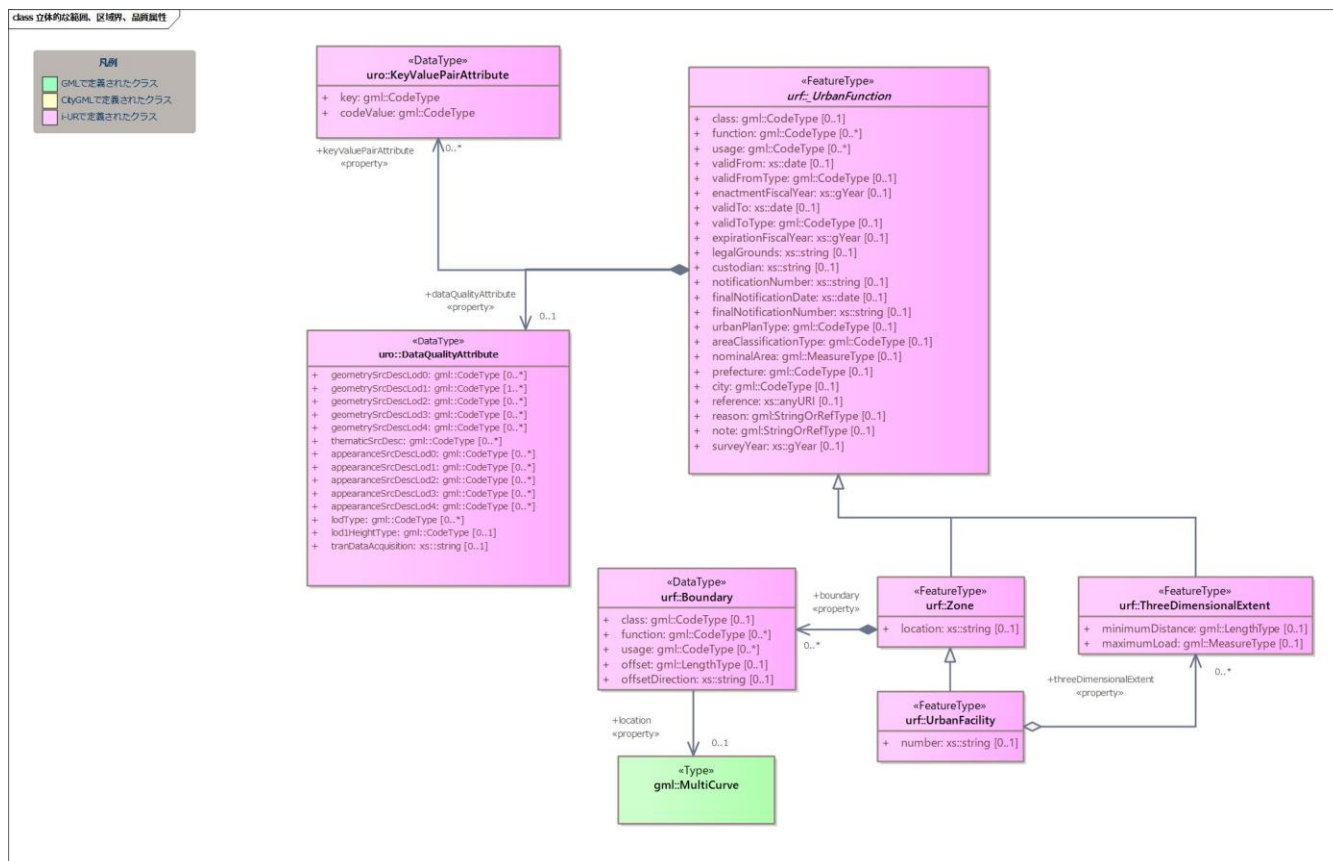 class 立体的な範囲、区域界、品質属性
凡例
GMLで定義されたクラス
CityGMLで定義されたクラス
i-URで定義されたクラス
«DataType»
uro::KeyValuePairAttribute
+ key: gml::CodeType
+ codeValue: gml::CodeType
+keyValuePairAttribute
«property»
0..*
«FeatureType»
urf::_UrbanFunction
+ class: gml::CodeType [0..1]
+ function: gml::CodeType [0..*]
+ usage: gml::CodeType [0..*]
+ validFrom: xs::date [0..1]
+ validFromType: gml::CodeType [0..1]
+ enactmentFiscalYear: xs::gYear [0..1]
+ validTo: xs::date [0..1]
+ validToType: gml::CodeType [0..1]
+ expirationFiscalYear: xs::gYear [0..1]
+ legalGrounds: xs::string [0..1]
+ custodian: xs::string [0..1]
+ notificationNumber: xs::string [0..1]
+ finalNotificationDate: xs::date [0..1]
+ finalNotificationNumber: xs::string [0..1]
+ urbanPlanType: gml::CodeType [0..1]
+ areaClassificationType: gml::CodeType [0..1]
+ nominalArea: gml::MeasureType [0..1]
+ prefecture: gml::CodeType [0..1]
+ city: gml::CodeType [0..1]
+ reference: xs::anyURI [0..1]
+ reason: gml:StringOrRefType [0..1]
+ note: gml:StringOrRefType [0..1]
+ surveyYear: xs::gYear [0..1]
+dataQualityAttribute
«property»
0..1
«DataType»
uro::DataQualityAttribute
+ geometrySrcDescLod0: gml::CodeType [0..*]
+ geometrySrcDescLod1: gml::CodeType [1..*]
+ geometrySrcDescLod2: gml::CodeType [0..*]
+ geometrySrcDescLod3: gml::CodeType [0..*]
+ geometrySrcDescLod4: gml::CodeType [0..*]
+ thematicSrcDesc: gml::CodeType [0..*]
+ appearanceSrcDescLod0: gml::CodeType [0..*]
+ appearanceSrcDescLod1: gml::CodeType [0..*]
+ appearanceSrcDescLod2: gml::CodeType [0..*]
+ appearanceSrcDescLod3: gml::CodeType [0..*]
+ appearanceSrcDescLod4: gml::CodeType [0..*]
+ lodType: gml::CodeType [0..*]
+ lod1HeightType: gml::CodeType [0..1]
+ tranDataAcquisition: xs::string [0..1]
«DataType»
urf::Boundary
+ class: gml::CodeType [0..1]
+ function: gml::CodeType [0..*]
+ usage: gml::CodeType [0..*]
+ offset: gml::LengthType [0..1]
+ offsetDirection: xs::string [0..1]
+boundary
«property»
0..*
«FeatureType»
urf::Zone
+ location: xs::string [0..1]
«FeatureType»
urf::ThreeDimensionalExtent
+ minimumDistance: gml::LengthType [0..1]
+ maximumLoad: gml::MeasureType [0..1]
+threeDimensionalExtent
«property»
0..*
«FeatureType»
urf::UrbanFacility
+ number: xs::string [0..1]
+location
«property»
0..1
«Type»
gml::MultiCurve